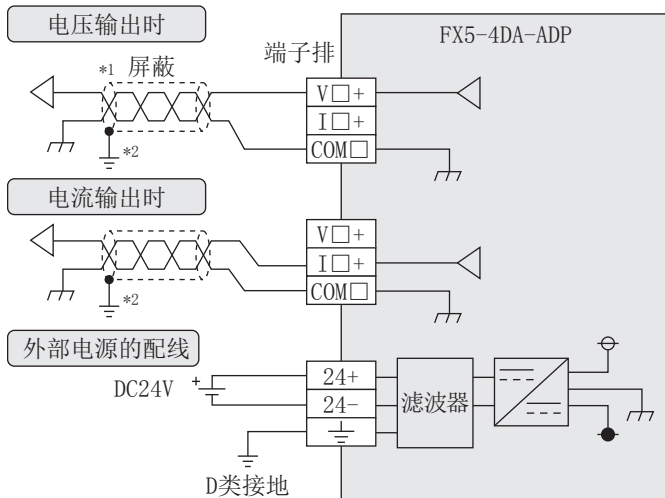 电压输出时
FX5-4DA-ADP
*1 屏蔽
端子排
V□+
I□+
COM□
*2
电流输出时
V□+
I□+
COM□
*2
外部电源的配线
DC24V
+
24+
24-
滤波器
D类接地